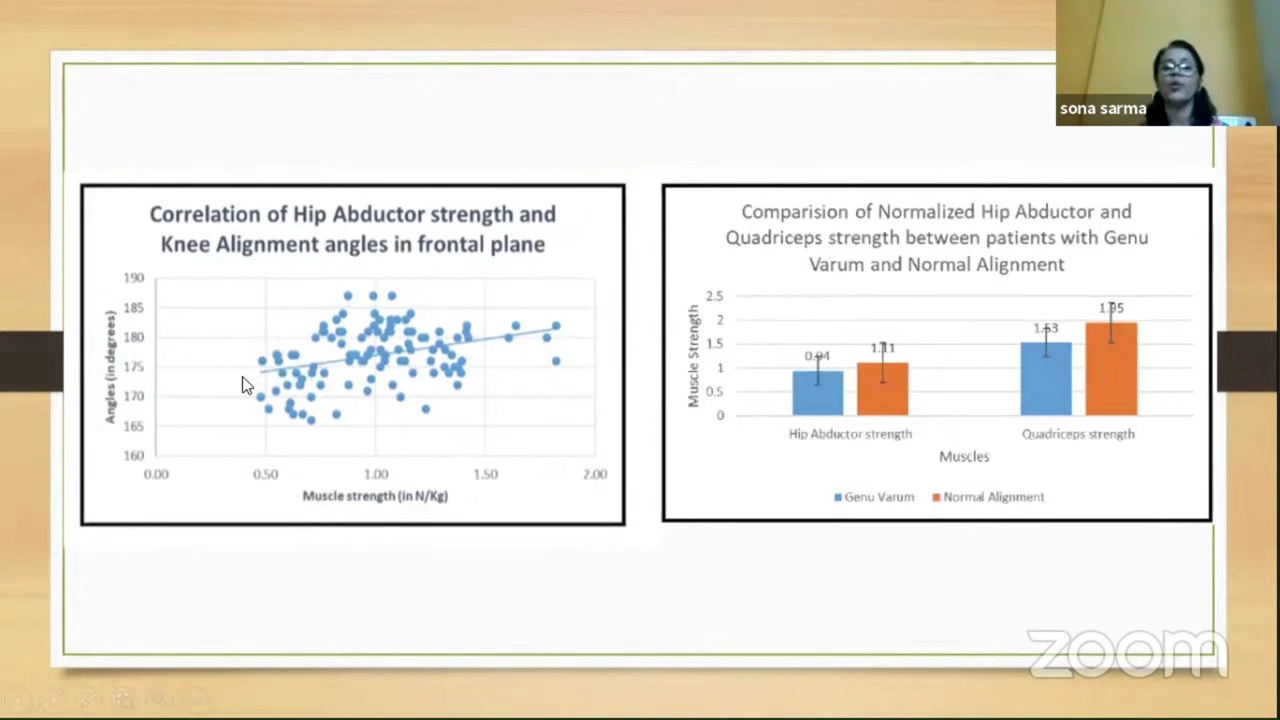 sona sarma
Correlation of Hip Abductor strength and
Knee Alignment angles in frontal plane
190
185
180
175
170
165
160
Angles (in degrees)
0.00 0.50 1.00 1.50 2.00
Muscle strength (in N/Kg)
Comparision of Normalized Hip Abductor and
Quadriceps strength between patients with Genu
Varum and Normal Alignment
2.5
2
1.5
1
0.5
0
Muscle Strength
0.94 1.11 1.53 1.95
Hip Abductor strength Quadriceps strength
Muscles
Genu Varum Normal Alignment
zoom